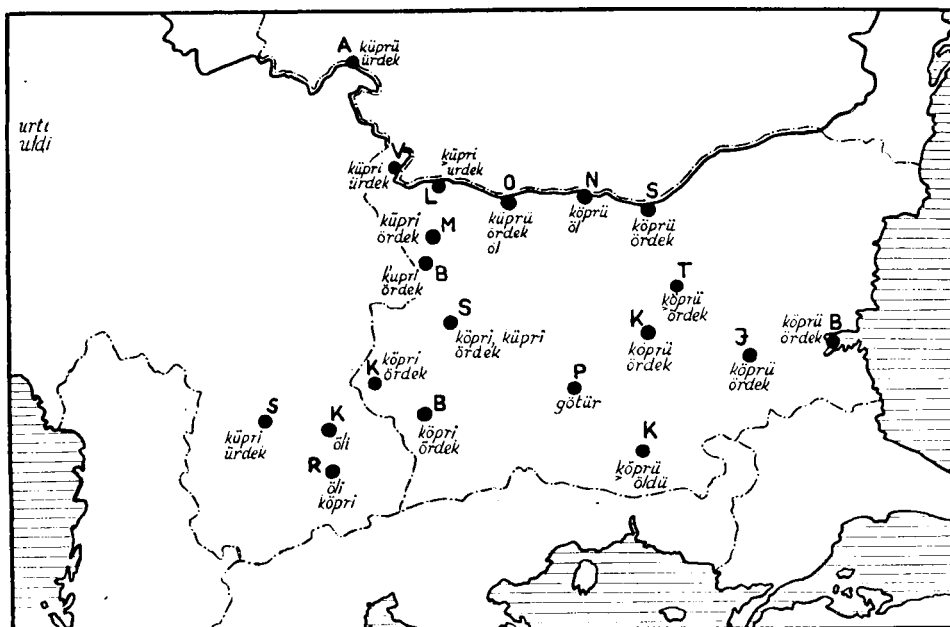 A küprü
ürdek
urtı
uldi
V
küpri
ürdek
küpri
ürdek
L
O
küprü
ördek
öl
N
köprü
öl
S
köprü
ördek
küpri
ördek
M
B
kupri
ördek
T
köprü
ördek
S
köpri, küpri
ördek
K
köprü
ördek
J
köprü
ördek
köprü
ördek
B
K
köpri
ördek
P
götür
B
köpri
ördek
S
küpri
ürdek
K
öli
R
öli
köpri
K
köprü
öldü